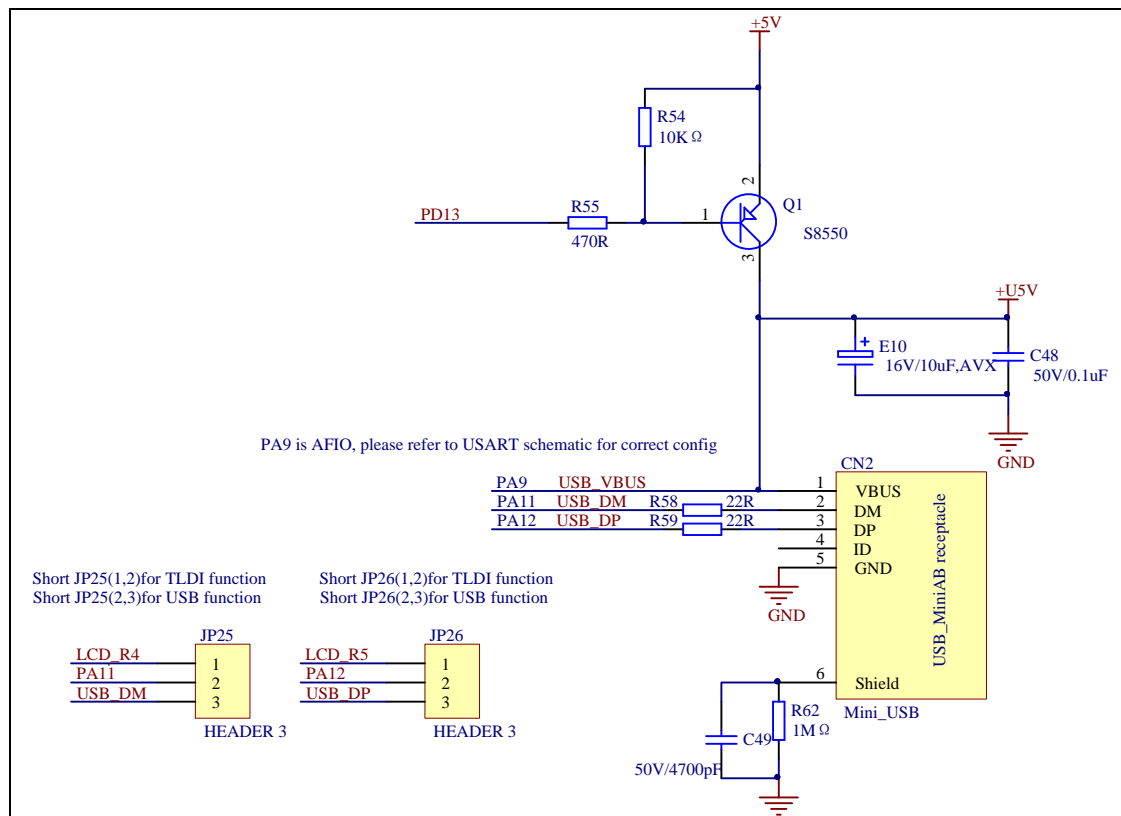 +5V
R54
10KΩ
2
Q1
S8550
PD13
R55
470R
1
3
+U5V
E10
16V/10uF,AVX
C48
50V/0.1uF
GND
PA9 is AFIO, please refer to USART schematic for correct config
CN2
PA9 USB_VBUS 1 VBUS
PA11 USB_DM R58 22R 2 DM
PA12 USB_DP R59 22R 3 DP
4 ID
5 GND
GND
USB_MiniAB receptacle
6 Shield
Mini_USB
R62
1MΩ
C49
50V/4700pF
Short JP25(1,2)for TLDI function
Short JP25(2,3)for USB function
JP25
LCD_R4 1
PA11 2
USB_DM 3
HEADER 3
Short JP26(1,2)for TLDI function
Short JP26(2,3)for USB function
JP26
LCD_R5 1
PA12 2
USB_DP 3
HEADER 3